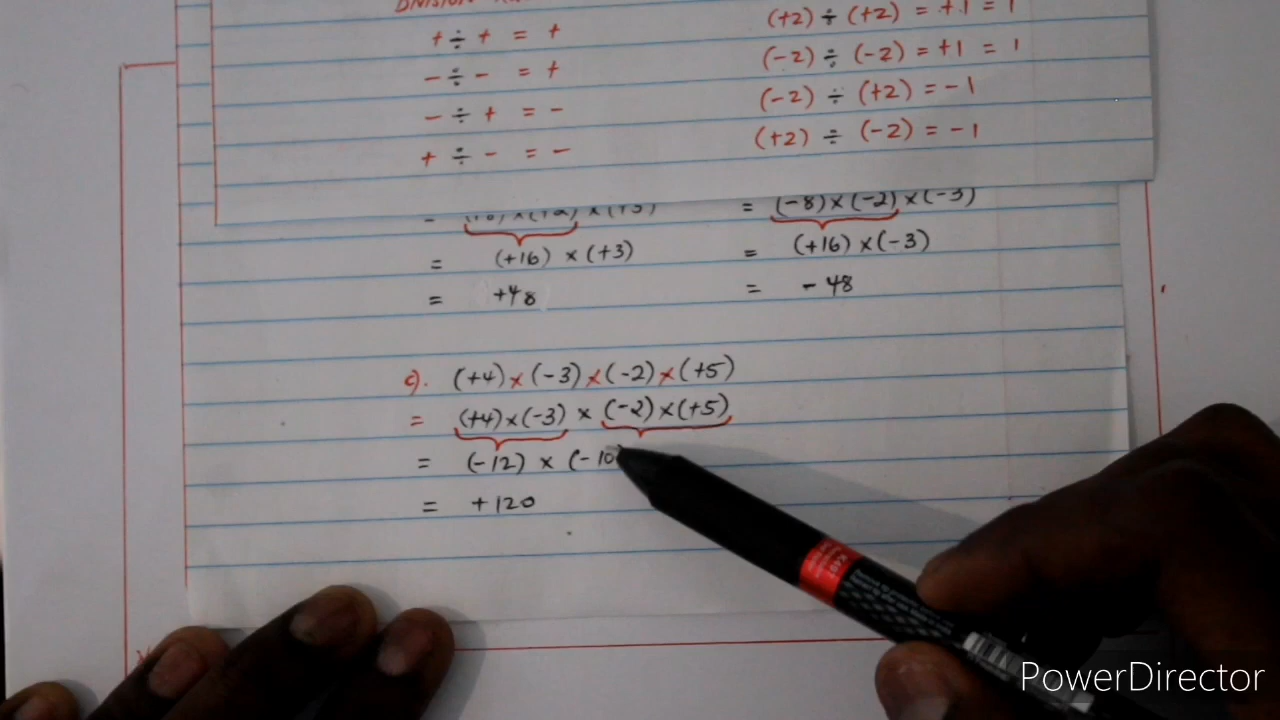 + ÷ + = +
- ÷ - = +
- ÷ + = -
+ ÷ - = -
(+2) ÷ (+2) = +1 = 1
(-2) ÷ (-2) = +1 = 1
(-2) ÷ (+2) = -1
(+2) ÷ (-2) = -1
= (+16) × (+3)
= +48
= (-8)×(-2)×(-3)
= (+16) ×(-3)
= -48
c). (+4)×(-3)×(-2)×(+5)
= (+4)×(-3) × (-2)×(+5)
= (-12) × (-10
= +120
PowerDirector